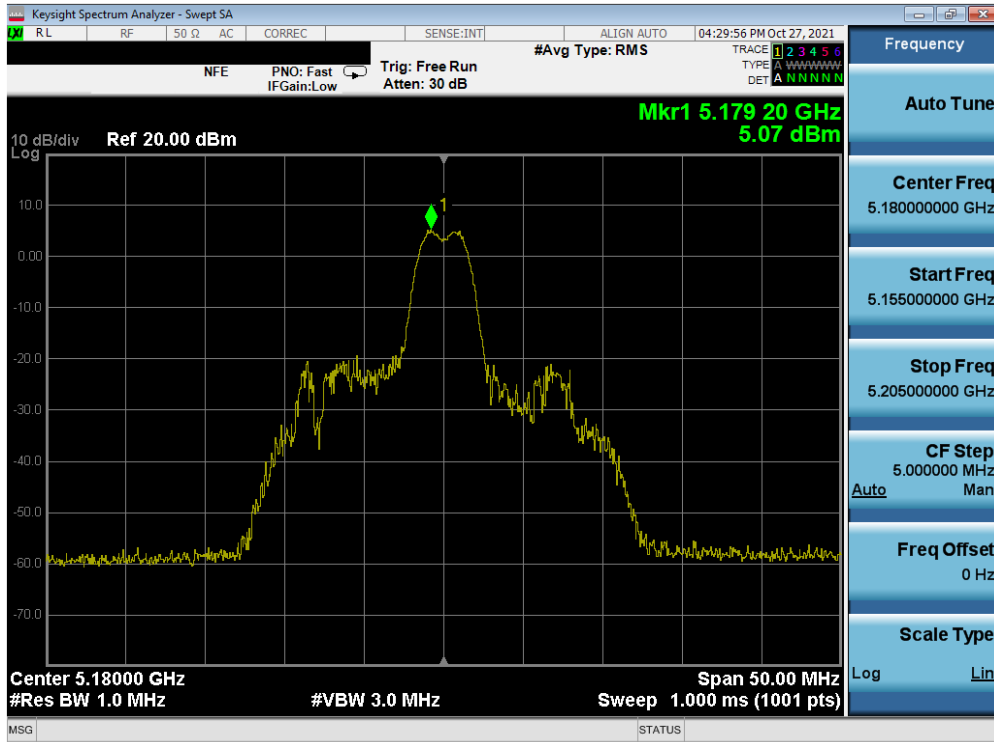 Keysight Spectrum Analyzer - Swept SA
LXI RL RF 50 Ω AC CORREC SENSE:INT ALIGN AUTO 04:29:56 PM Oct 27, 2021
NFE PNO: Fast IFGain:Low Trig: Free Run Atten: 30 dB #Avg Type: RMS
TRACE 1 2 3 4 5 6
TYPE A WWWWW
DET A N N N N N
Mkr1 5.179 20 GHz
5.07 dBm
10 dB/div Ref 20.00 dBm
Log
1
10.0
0.00
-10.0
-20.0
-30.0
-40.0
-50.0
-60.0
-70.0
Center 5.18000 GHz Span 50.00 MHz
#Res BW 1.0 MHz #VBW 3.0 MHz Sweep 1.000 ms (1001 pts)
MSG STATUS
Frequency
Auto Tune
Center Freq
5.180000000 GHz
Start Freq
5.155000000 GHz
Stop Freq
5.205000000 GHz
CF Step
5.000000 MHz
Auto Man
Freq Offset
0 Hz
Scale Type
Log Lin